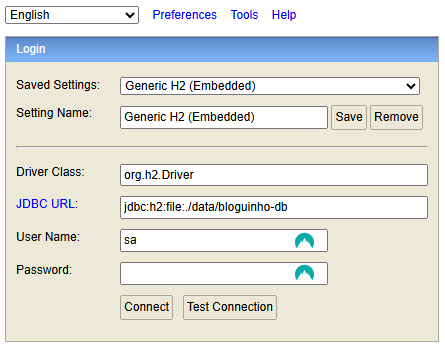 English Preferences Tools Help
Login
Saved Settings: Generic H2 (Embedded)
Setting Name: Generic H2 (Embedded) Save Remove
Driver Class: org.h2.Driver
JDBC URL: jdbc:h2:file:./data/bloguinho-db
User Name: sa
Password:
Connect Test Connection